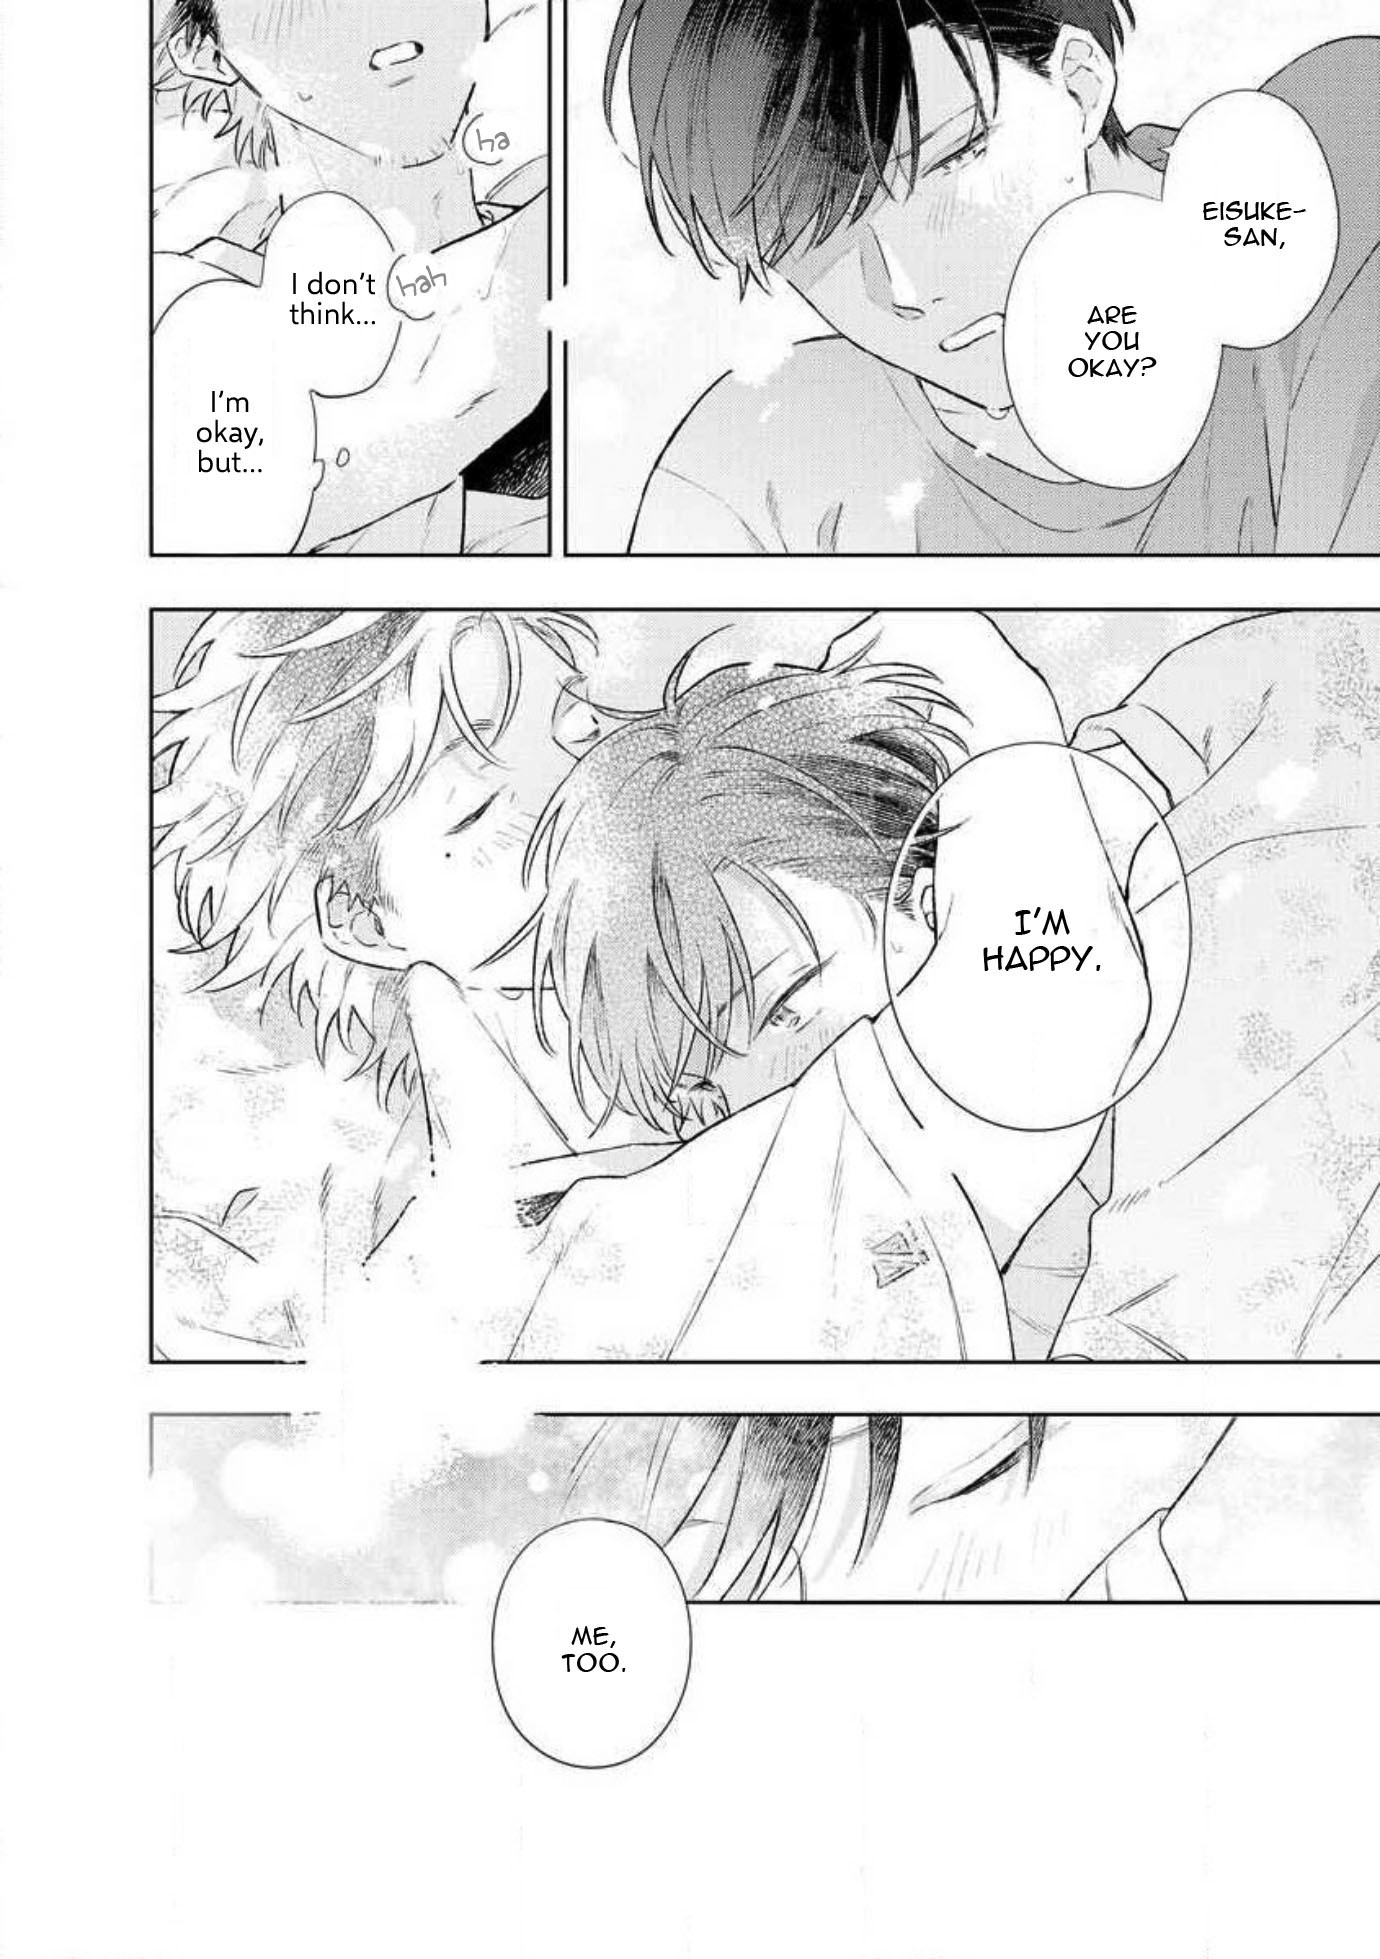 EISUKE-
SAN,
ARE
YOU
OKAY?
ha
I don't
think...
hah
I'm
okay,
but...
I'M
HAPPY.
ME,
TOO.